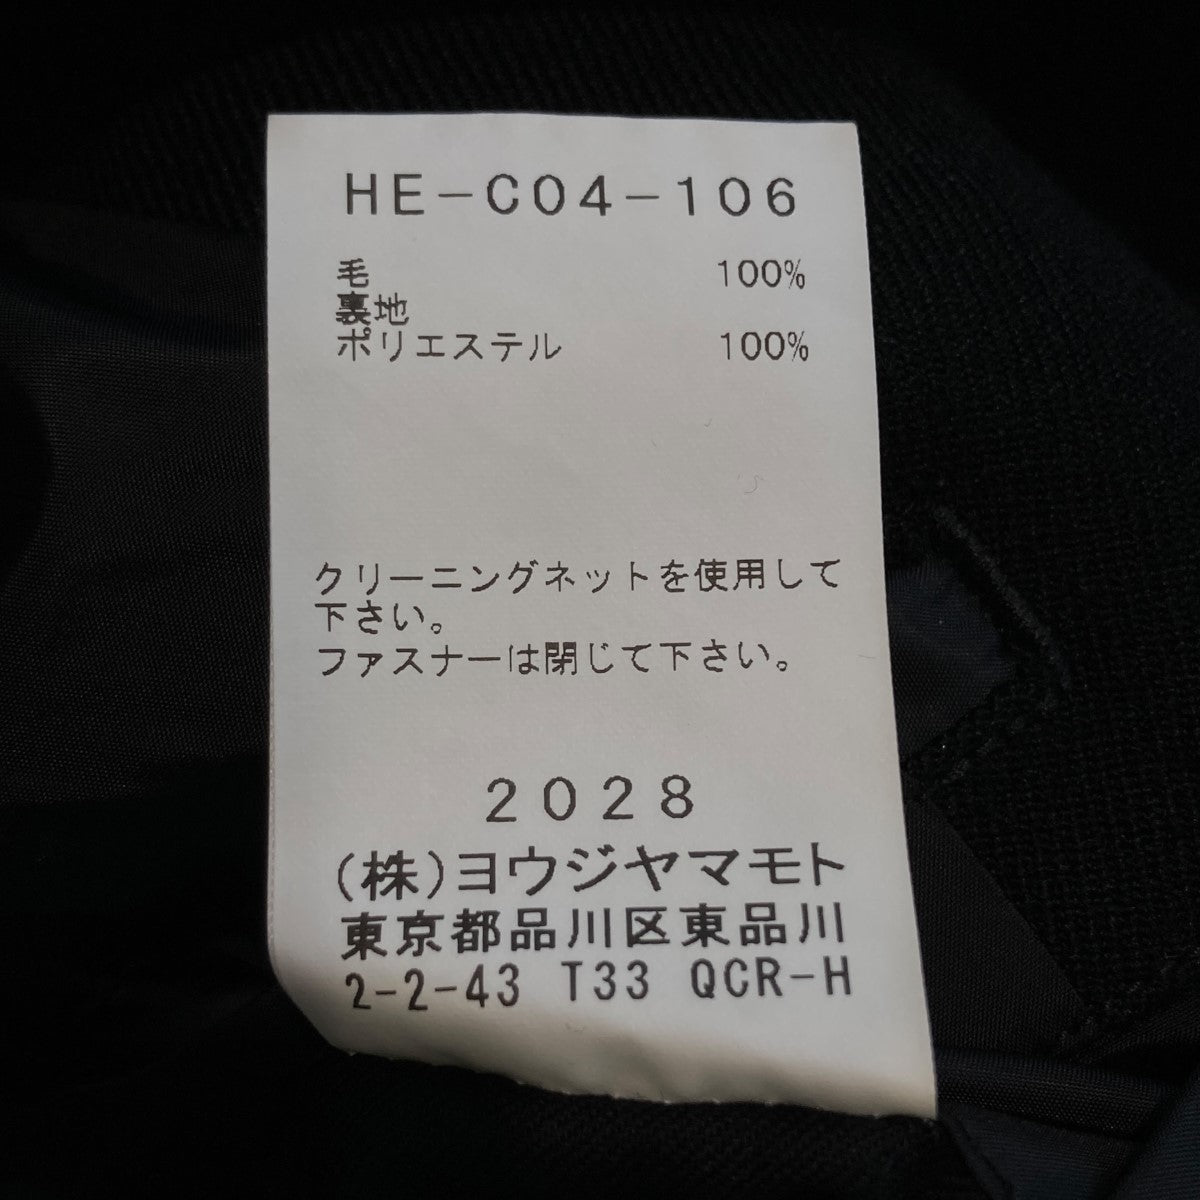 HE-C04-106
毛 100%
裏地
ポリエステル 100%
クリーニングネットを使用して
下さい。
ファスナーは閉じて下さい。
2028
(株)ヨウジヤマモト
東京都品川区東品川
2-2-43 T33 QCR-H